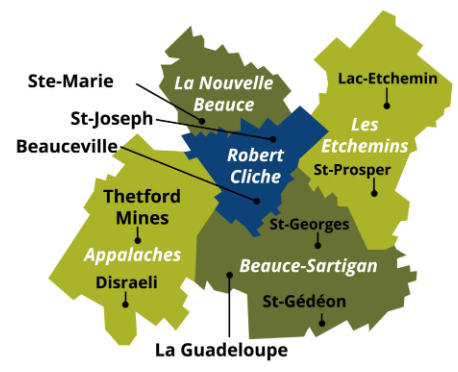 Ste-Marie
La Nouvelle
Beauce
Lac-Etchemin
St-Joseph
Les
Etchemins
Beauceville
Robert
Cliche
St-Prosper
Thetford
Mines
St-Georges
Appalaches
Beauce-Sartigan
Disraeli
St-Gédéon
La Guadeloupe